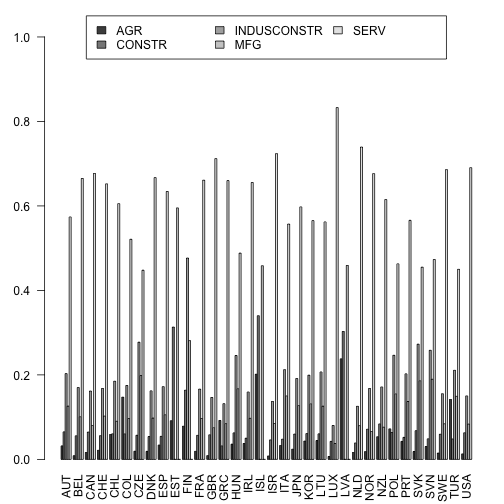 AGR INDUSCONSTR SERV
CONSTR MFG
1.0
0.8
0.6
0.4
0.2
0.0
AUT BEL CAN CHE CHL COL CZE DNK ESP EST FIN FRA GBR GRC HUN IRL ISL ISR ITA JPN KOR LTU LUX LVA NLD NOR NZL POL PRT SVK SVN SWE TUR USA